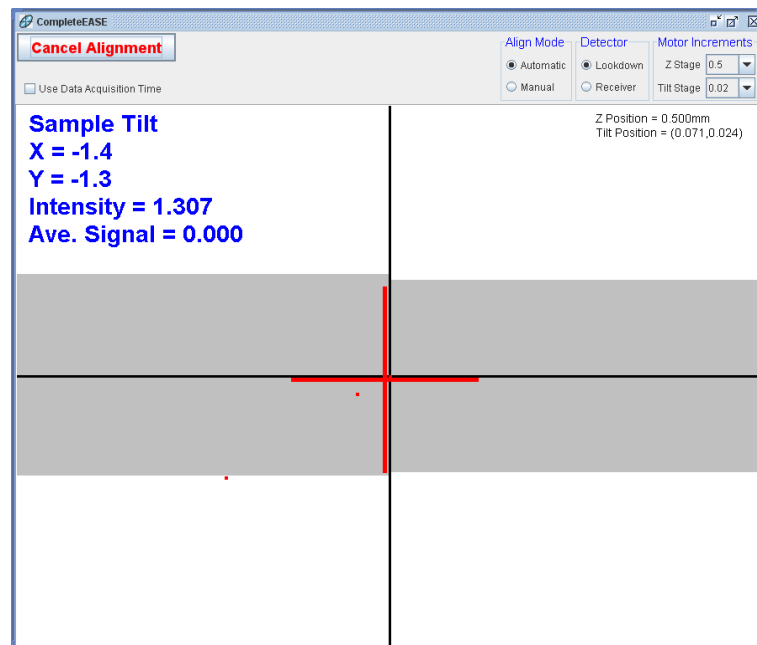 CompleteEASE
Cancel Alignment
Use Data Acquisition Time
Align Mode
Automatic
Manual
Detector
Lookdown
Receiver
Motor Increments
Z Stage 0.5
Tilt Stage 0.02
Sample Tilt
X = -1.4
Y = -1.3
Intensity = 1.307
Ave. Signal = 0.000
Z Position = 0.500mm
Tilt Position = (0.071,0.024)